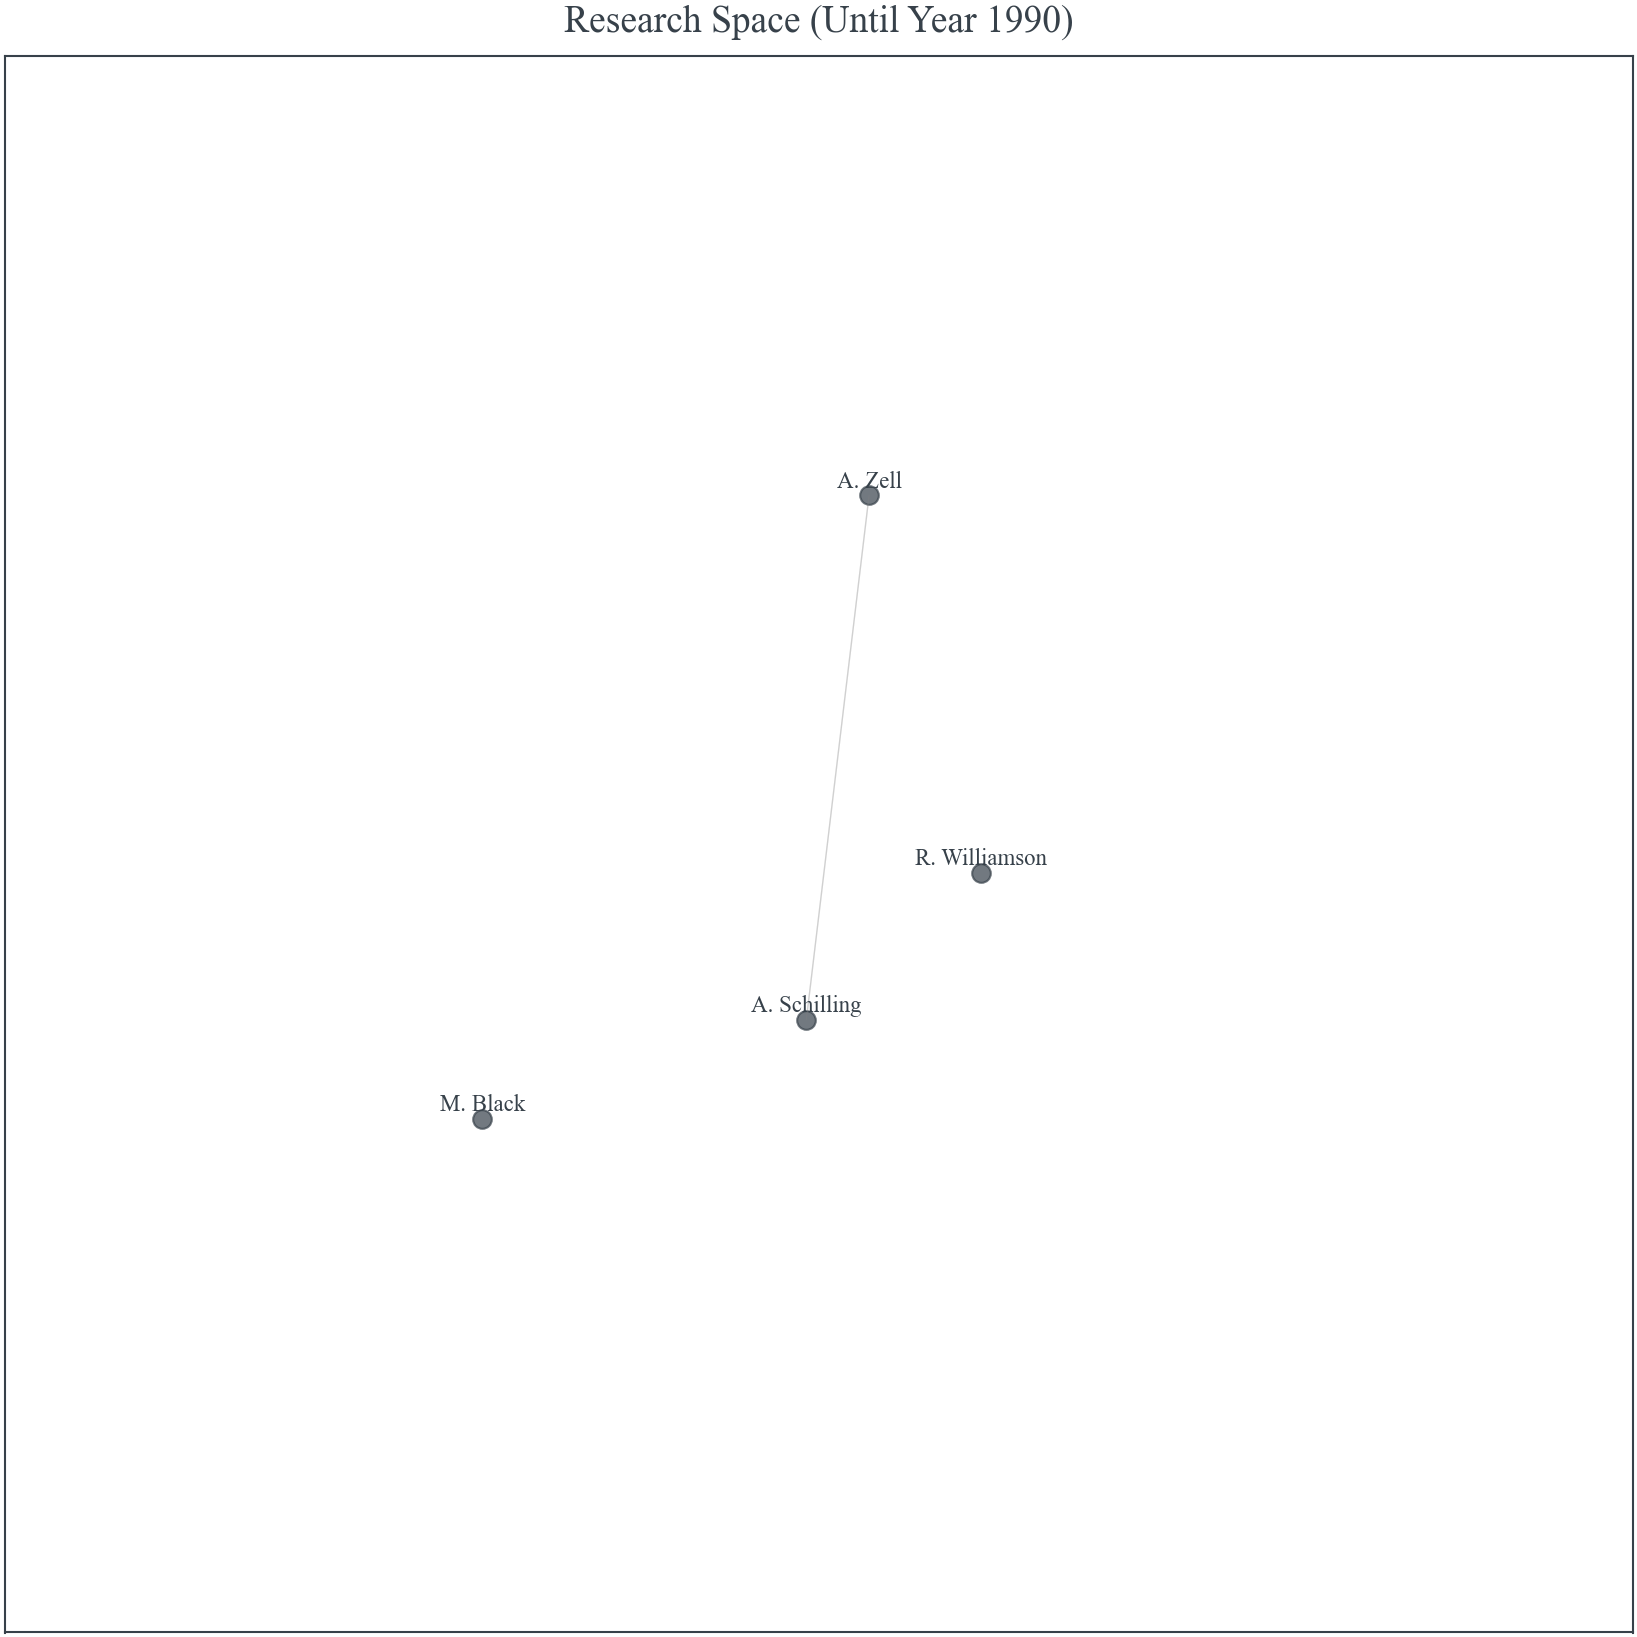 Research Space (Until Year 1990)
A. Zell
R. Williamson
A. Schilling
M. Black